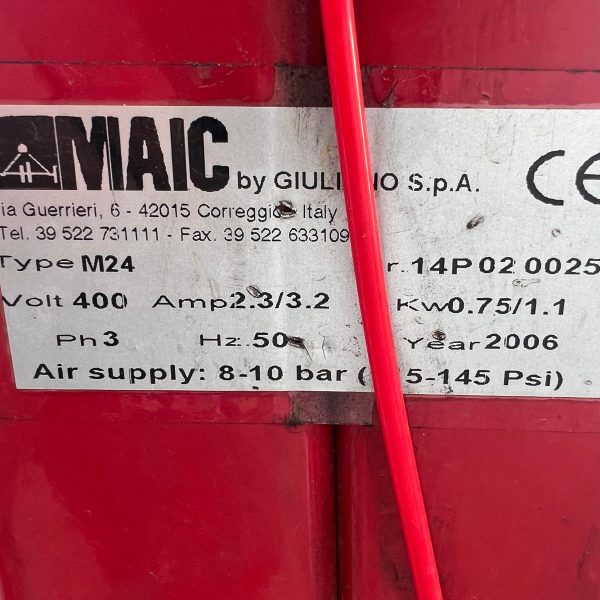 MAIC by GIULI NO S.p.A. CE
ia Guerrieri, 6 - 42015 Correggio Italy
Tel. 39 522 731111 - Fax. 39 522 633109
Type M24 r. 14P 02 0025
Volt 400 Amp 2.3/3.2 Kw 0.75/1.1
Ph 3 Hz. 50 Year 2006
Air supply: 8-10 bar ( 5-145 Psi)